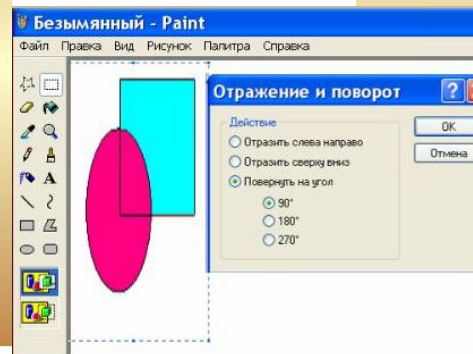 Безымянный - Paint
Файл Правка Вид Рисунок Палитра Справка
Отражение и поворот
Действие
Отразить слева направо
Отразить сверху вниз
Повернуть на угол
90°
180°
270°
OK
Отмена
A